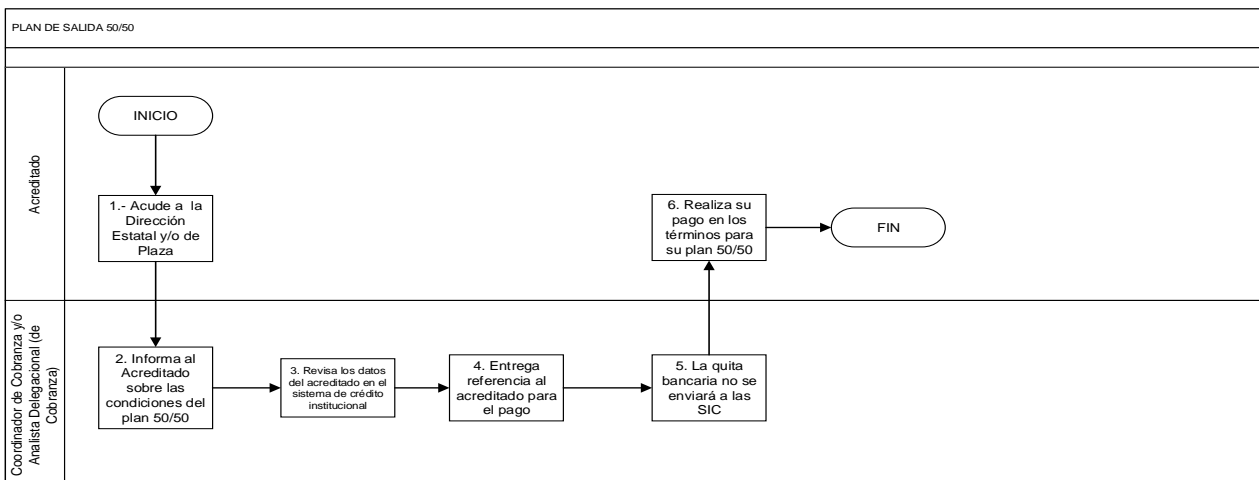 PLAN DE SALIDA 50/50
Acreditado
INICIO
1.- Acude a la
Dirección
Estatal y/o de
Plaza
6. Realiza su
pago en los
términos para
su plan 50/50
FIN
Coordinador de Cobranza y/o
Analista Delegacional (de
Cobranza)
2. Informa al
Acreditado
sobre las
condiciones del
plan 50/50
3. Revisa los datos
del acreditado en el
sistema de crédito
institucional
4. Entrega
referencia al
acreditado para
el pago
5. La quita
bancaria no se
enviará a las
SIC